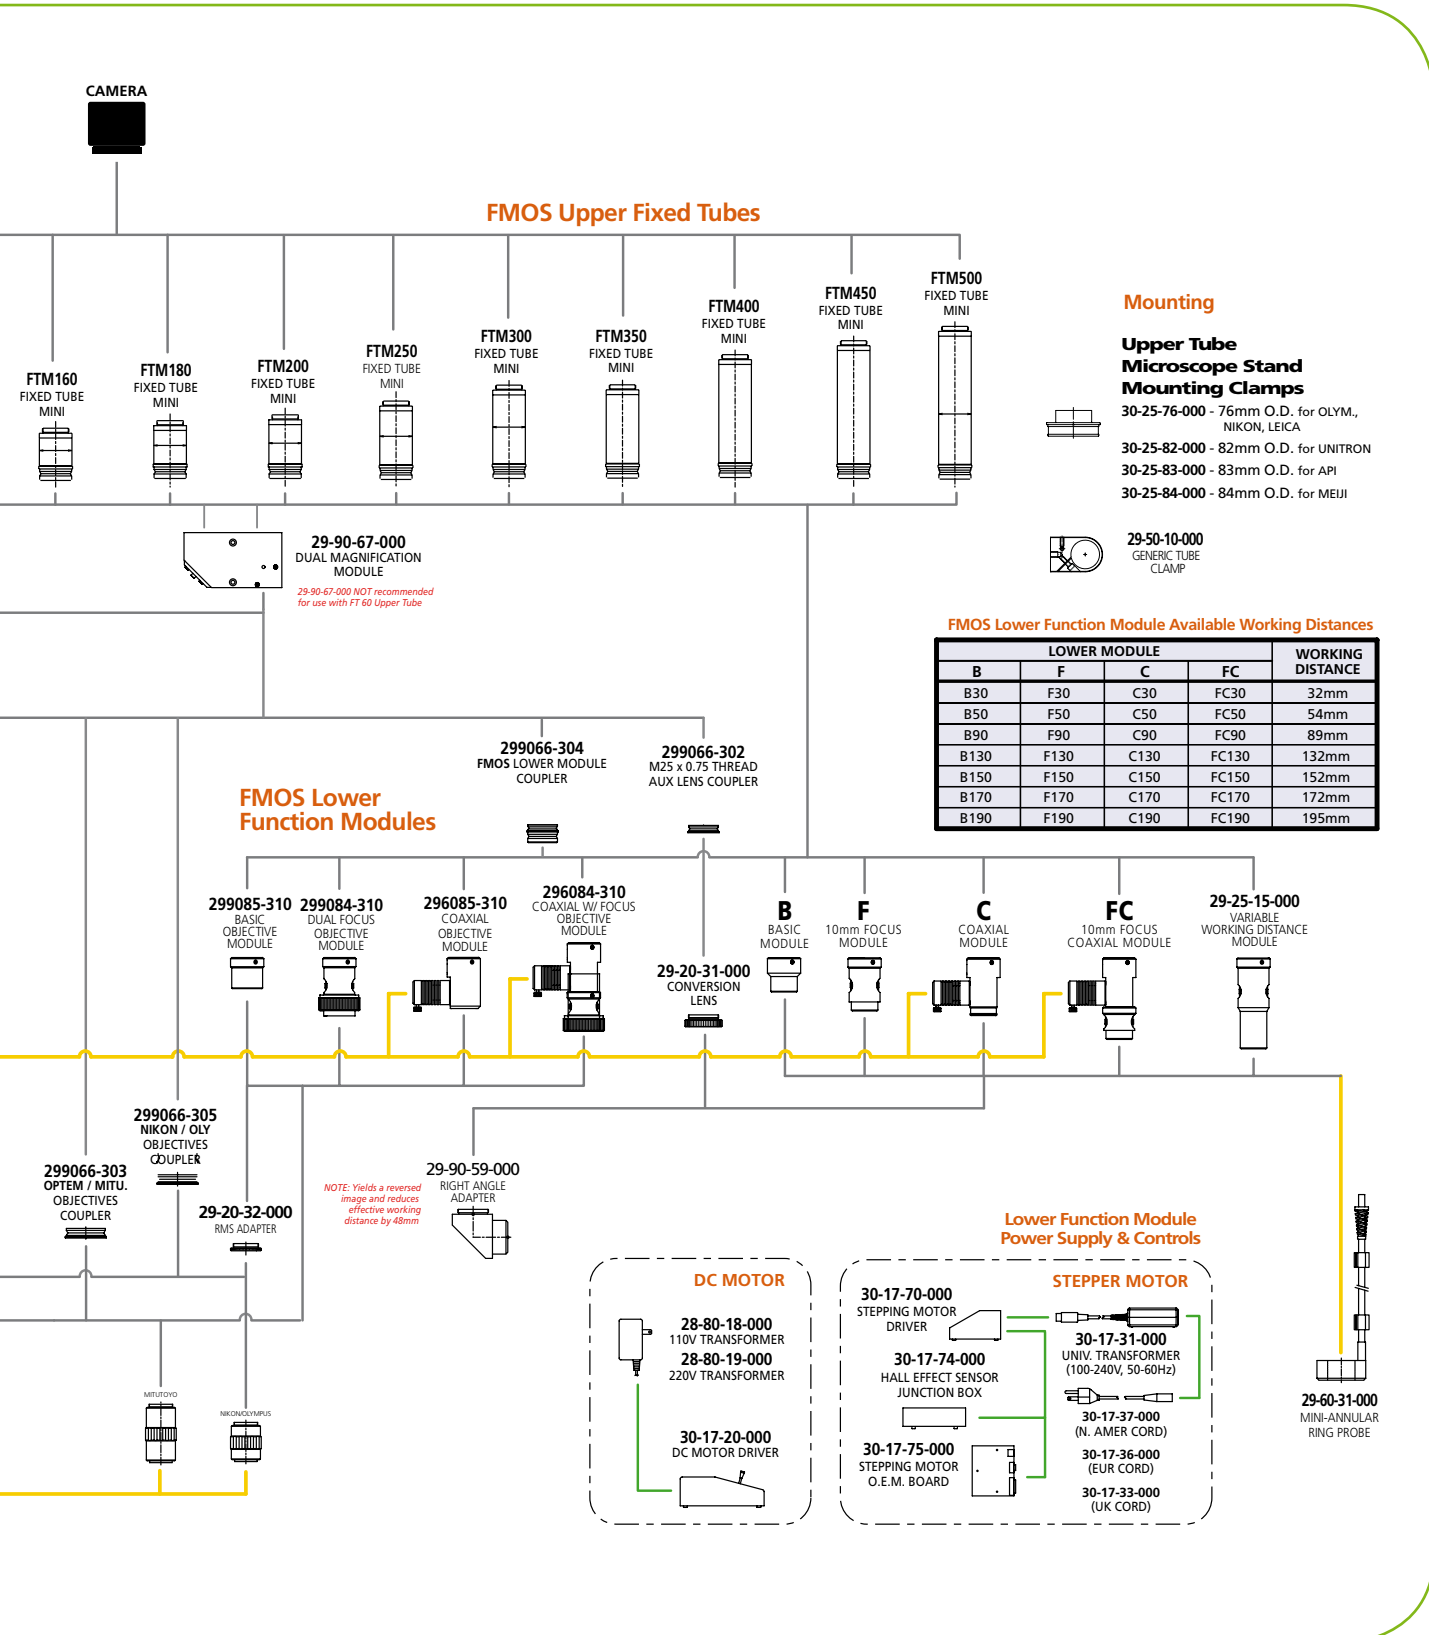 CAMERA
FMOS Upper Fixed Tubes
FTM160
FIXED TUBE
MINI
FTM180
FIXED TUBE
MINI
FTM200
FIXED TUBE
MINI
FTM250
FIXED TUBE
MINI
FTM300
FIXED TUBE
MINI
FTM350
FIXED TUBE
MINI
FTM400
FIXED TUBE
MINI
FTM450
FIXED TUBE
MINI
FTM500
FIXED TUBE
MINI
Mounting
Upper Tube
Microscope Stand
Mounting Clamps
30-25-76-000 - 76mm O.D. for OLYM.,
NIKON, LEICA
30-25-82-000 - 82mm O.D. for UNITRON
30-25-83-000 - 83mm O.D. for API
30-25-84-000 - 84mm O.D. for MEIJI
29-50-10-000
GENERIC TUBE
CLAMP
29-90-67-000
DUAL MAGNIFICATION
MODULE
29-90-67-000 NOT recommended
for use with FT 60 Upper Tube
FMOS Lower Function Module Available Working Distances
LOWER MODULE WORKING
DISTANCE
B F C FC
B30 F30 C30 FC30 32mm
B50 F50 C50 FC50 54mm
B90 F90 C90 FC90 89mm
B130 F130 C130 FC130 132mm
B150 F150 C150 FC150 152mm
B170 F170 C170 FC170 172mm
B190 F190 C190 FC190 195mm
299066-304
FMOS LOWER MODULE
COUPLER
299066-302
M25 x 0.75 THREAD
AUX LENS COUPLER
FMOS Lower
Function Modules
299085-310
BASIC
OBJECTIVE
MODULE
299084-310
DUAL FOCUS
OBJECTIVE
MODULE
296085-310
COAXIAL
OBJECTIVE
MODULE
296084-310
COAXIAL W/ FOCUS
OBJECTIVE
MODULE
29-20-31-000
CONVERSION
LENS
B
BASIC
MODULE
F
10mm FOCUS
MODULE
C
COAXIAL
MODULE
FC
10mm FOCUS
COAXIAL MODULE
29-25-15-000
VARIABLE
WORKING DISTANCE
MODULE
299066-305
NIKON / OLY
OBJECTIVES
COUPLER
299066-303
OPTEM / MITU.
OBJECTIVES
COUPLER
29-20-32-000
RMS ADAPTER
NOTE: Yields a reversed
image and reduces
effective working
distance by 48mm
29-90-59-000
RIGHT ANGLE
ADAPTER
MITUTOYO
NIKON/OLYMPUS
Lower Function Module
Power Supply & Controls
DC MOTOR
28-80-18-000
110V TRANSFORMER
28-80-19-000
220V TRANSFORMER
30-17-20-000
DC MOTOR DRIVER
STEPPER MOTOR
30-17-70-000
STEPPING MOTOR
DRIVER
30-17-74-000
HALL EFFECT SENSOR
JUNCTION BOX
30-17-75-000
STEPPING MOTOR
O.E.M. BOARD
30-17-31-000
UNIV. TRANSFORMER
(100-240V, 50-60Hz)
30-17-37-000
(N. AMER CORD)
30-17-36-000
(EUR CORD)
30-17-33-000
(UK CORD)
29-60-31-000
MINI-ANNULAR
RING PROBE